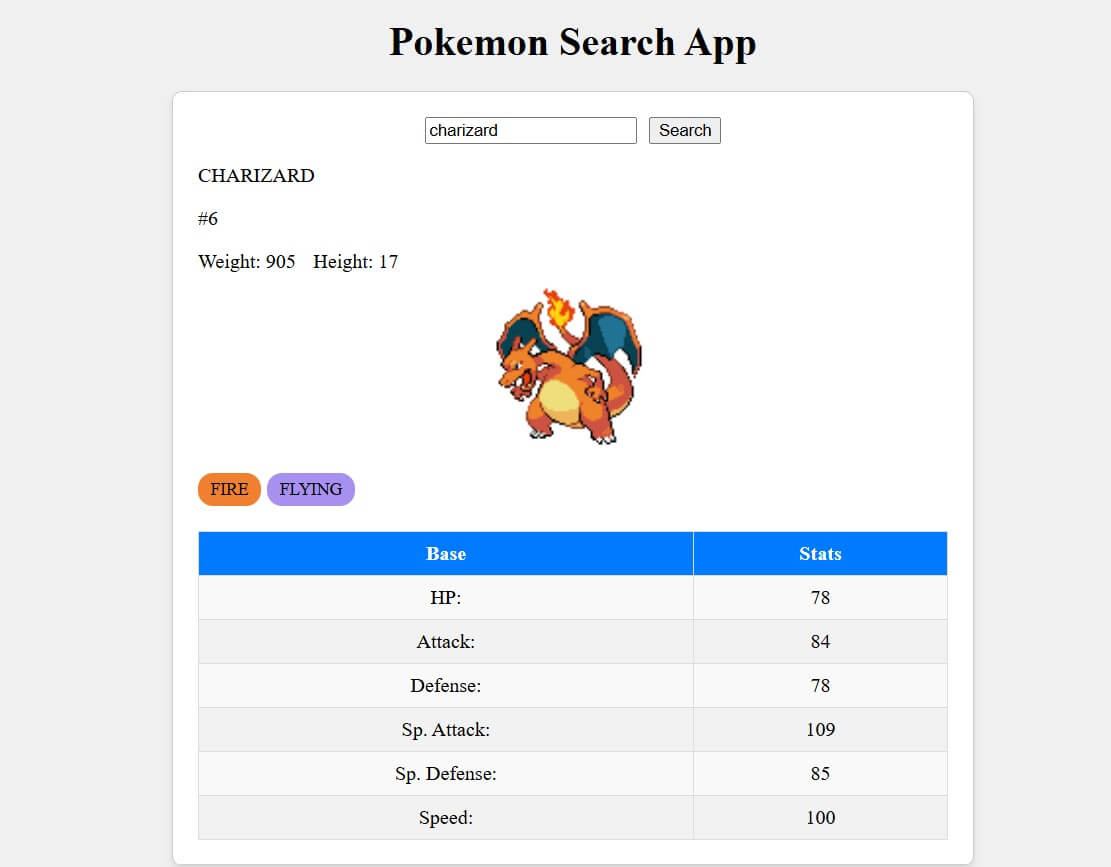 Pokemon Search App
charizard Search
CHARIZARD
#6
Weight: 905 Height: 17
FIRE FLYING
Base Stats
HP: 78
Attack: 84
Defense: 78
Sp. Attack: 109
Sp. Defense: 85
Speed: 100